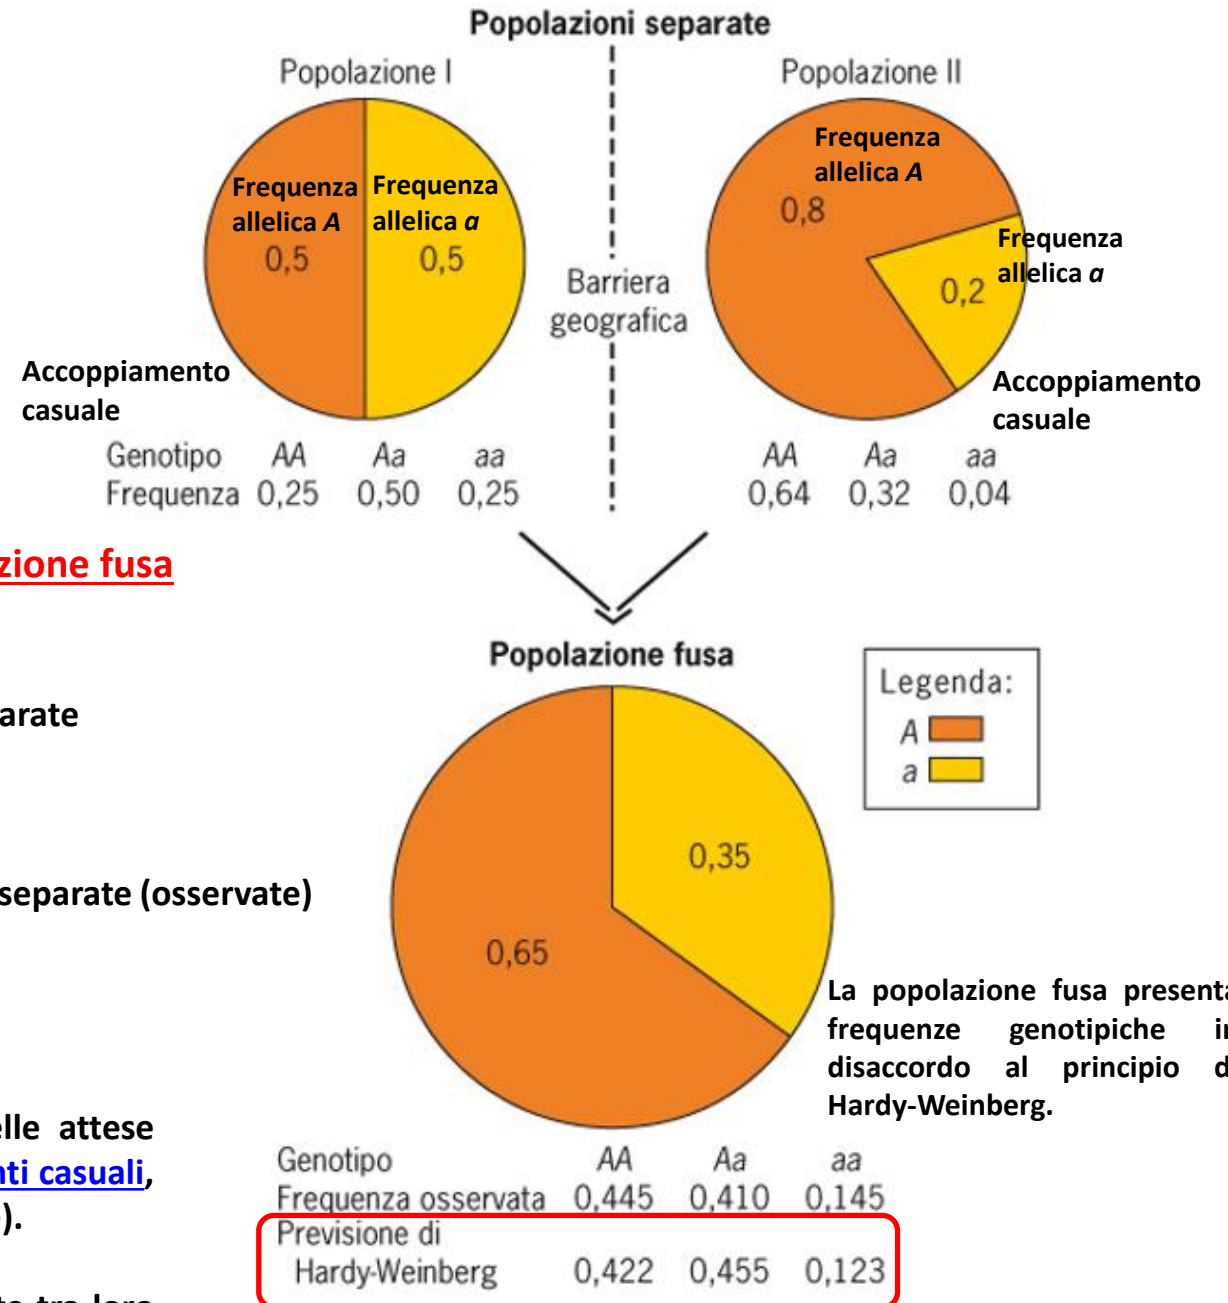 Popolazioni separate
Popolazione I
Popolazione II
Frequenza
allelica A
0,5
Frequenza
allelica a
0,5
Frequenza
allelica A
0,8
Frequenza
allelica a
0,2
Barriera
geografica
Accoppiamento
casuale
Accoppiamento
casuale
Genotipo AA Aa aa
Frequenza 0,25 0,50 0,25
AA Aa aa
0,64 0,32 0,04
zione fusa
Popolazione fusa
Legenda:
A
a
arate
0,35
separate (osservate)
0,65
La popolazione fusa presenta
frequenze genotipiche in
disaccordo al principio d
Hardy-Weinberg.
elle attese
nti casuali,
).
Genotipo AA Aa aa
Frequenza osservata 0,445 0,410 0,145
Previsione di
Hardy-Weinberg 0,422 0,455 0,123
tra loro